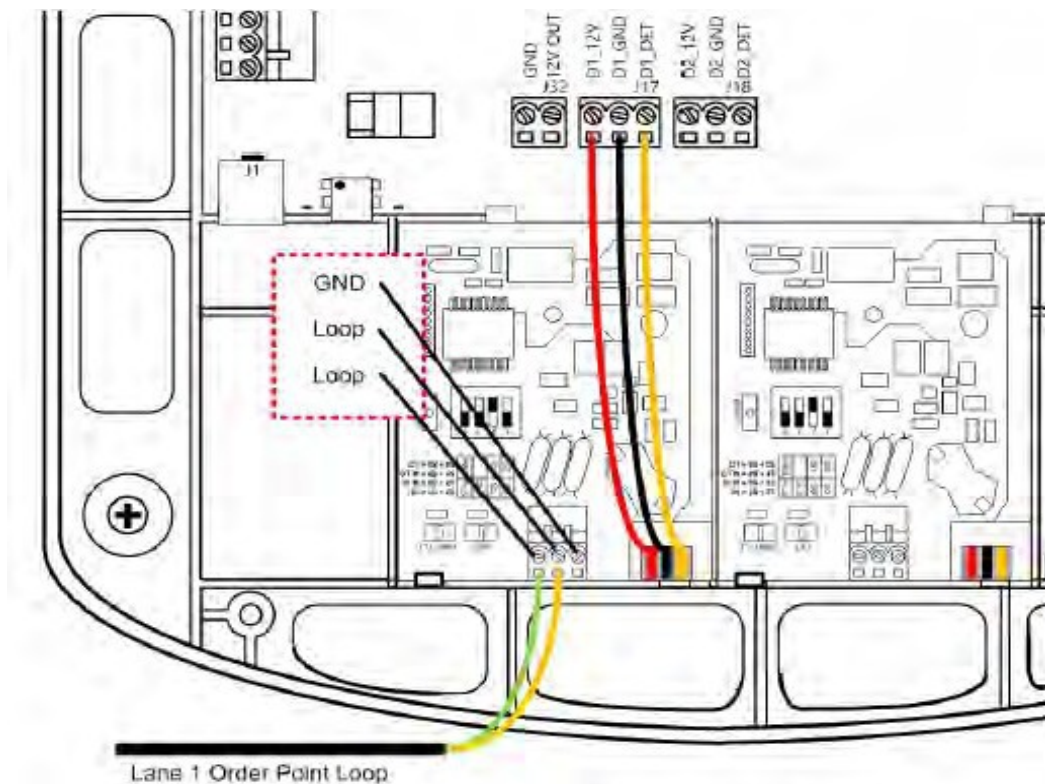 GND
12V OUT
J32
D1_12V
D1_GND
D1_DET
J17
D2_12V
D2_GND
D2_DET
J18
J1
GND
Loop
Loop
Lane 1 Order Point Loop